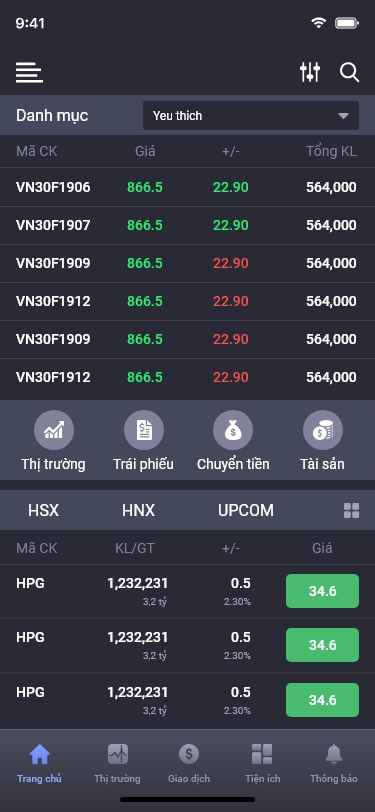 9:41
Danh mục Yeu thich
Mã CK Giá +/- Tổng KL
VN30F1906 866.5 22.90 564,000
VN30F1907 866.5 22.90 564,000
VN30F1909 866.5 22.90 564,000
VN30F1912 866.5 22.90 564,000
VN30F1909 866.5 22.90 564,000
VN30F1912 866.5 22.90 564,000
Thị trường Trái phiếu Chuyển tiền Tài sản
HSX HNX UPCOM
Mã CK KL/GT +/- Giá
HPG 1,232,231 0.5 34.6
3,2 tỷ 2.30%
HPG 1,232,231 0.5 34.6
3,2 tỷ 2.30%
HPG 1,232,231 0.5 34.6
3,2 tỷ 2.30%
Trang chủ Thị trường Giao dịch Tiện ích Thông báo